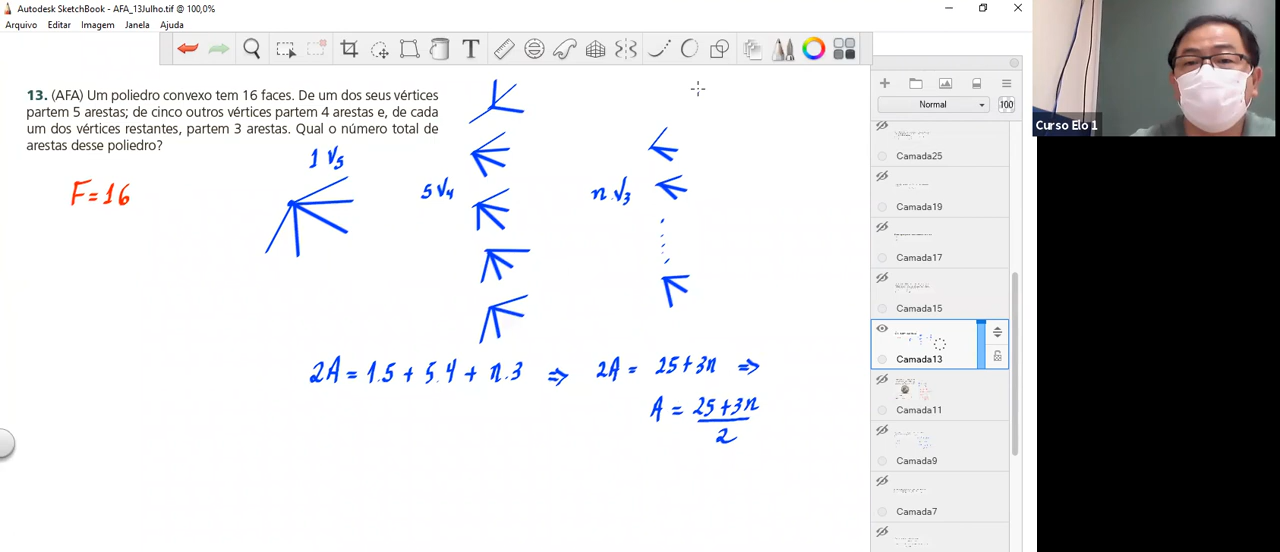 Autodesk SketchBook - AFA_13Julho.tif @ 100,0%
Arquivo Editar Imagem Janela Ajuda
T
13. (AFA) Um poliedro convexo tem 16 faces. De um dos seus vértices
partem 5 arestas; de cinco outros vértices partem 4 arestas e, de cada
um dos vértices restantes, partem 3 arestas. Qual o número total de
arestas desse poliedro?
F=16
1 V5
5 V4
n.V3
2A = 1.5 + 5.4 + n.3 ⇒ 2A = 25+3n ⇒
A = 25+3n
2
Normal 100
Camada25
Camada19
Camada17
Camada15
Camada13
Camada11
Camada9
Camada7
Curso Elo 1